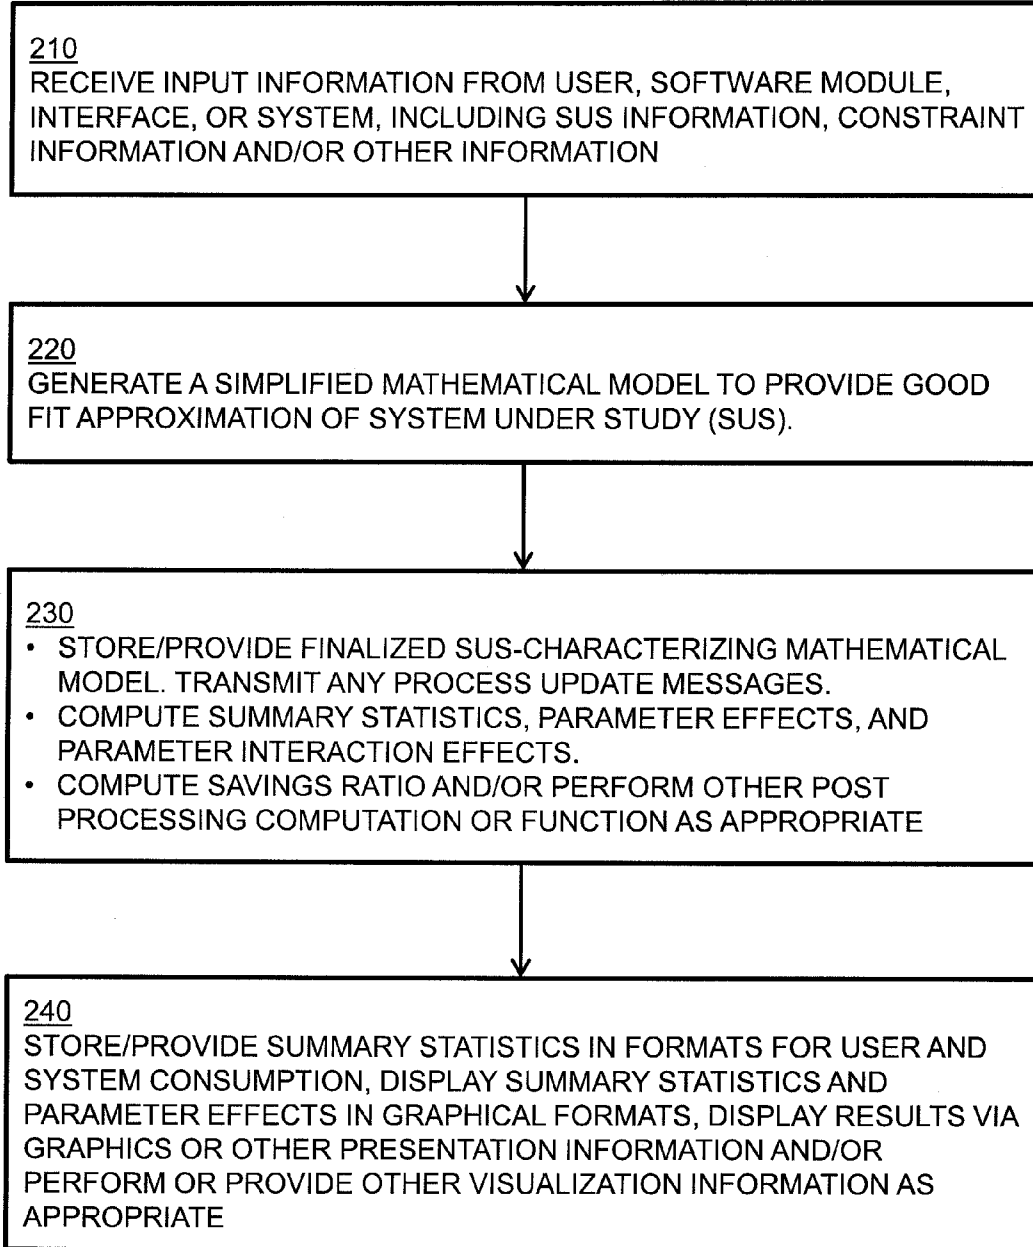 210
RECEIVE INPUT INFORMATION FROM USER, SOFTWARE MODULE,
INTERFACE, OR SYSTEM, INCLUDING SUS INFORMATION, CONSTRAINT
INFORMATION AND/OR OTHER INFORMATION
220
GENERATE A SIMPLIFIED MATHEMATICAL MODEL TO PROVIDE GOOD
FIT APPROXIMATION OF SYSTEM UNDER STUDY (SUS).
230
• STORE/PROVIDE FINALIZED SUS-CHARACTERIZING MATHEMATICAL
MODEL. TRANSMIT ANY PROCESS UPDATE MESSAGES.
• COMPUTE SUMMARY STATISTICS, PARAMETER EFFECTS, AND
PARAMETER INTERACTION EFFECTS.
• COMPUTE SAVINGS RATIO AND/OR PERFORM OTHER POST
PROCESSING COMPUTATION OR FUNCTION AS APPROPRIATE
240
STORE/PROVIDE SUMMARY STATISTICS IN FORMATS FOR USER AND
SYSTEM CONSUMPTION, DISPLAY SUMMARY STATISTICS AND
PARAMETER EFFECTS IN GRAPHICAL FORMATS, DISPLAY RESULTS VIA
GRAPHICS OR OTHER PRESENTATION INFORMATION AND/OR
PERFORM OR PROVIDE OTHER VISUALIZATION INFORMATION AS
APPROPRIATE